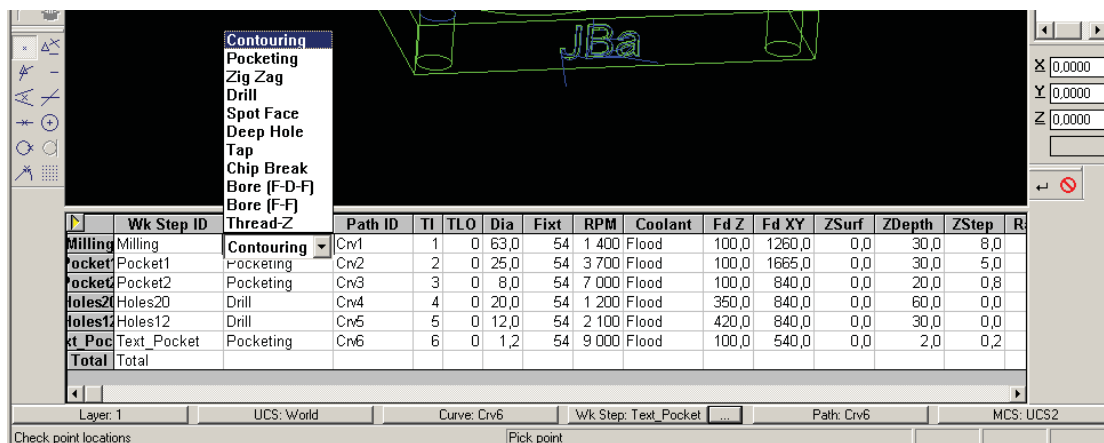 JBa
Contouring
Pocketing
Zig Zag
Drill
Spot Face
Deep Hole
Tap
Chip Break
Bore (F-D-F)
Bore (F-F)
Thread-Z
X 0,0000
Y 0,0000
Z 0,0000
Wk Step ID Path ID Tl TLO Dia Fixt RPM Coolant Fd Z Fd XY ZSurf ZDepth ZStep R
Milling Milling Contouring Crv1 1 0 63,0 54 1 400 Flood 100,0 1260,0 0,0 30,0 8,0
Pocket1 Pocket1 Pocketing Crv2 2 0 25,0 54 3 700 Flood 100,0 1665,0 0,0 30,0 5,0
Pocket2 Pocket2 Pocketing Crv3 3 0 8,0 54 7 000 Flood 100,0 840,0 0,0 20,0 0,8
Holes20 Holes20 Drill Crv4 4 0 20,0 54 1 200 Flood 350,0 840,0 0,0 60,0 0,0
Holes12 Holes12 Drill Crv5 5 0 12,0 54 2 100 Flood 420,0 840,0 0,0 30,0 0,0
xt_Poc Text_Pocket Pocketing Crv6 6 0 1,2 54 9 000 Flood 100,0 540,0 0,0 2,0 0,2
Total Total
Layer: 1 UCS: World Curve: Crv6 Wk Step: Text_Pocket ... Path: Crv6 MCS: UCS2
Check point locations Pick point